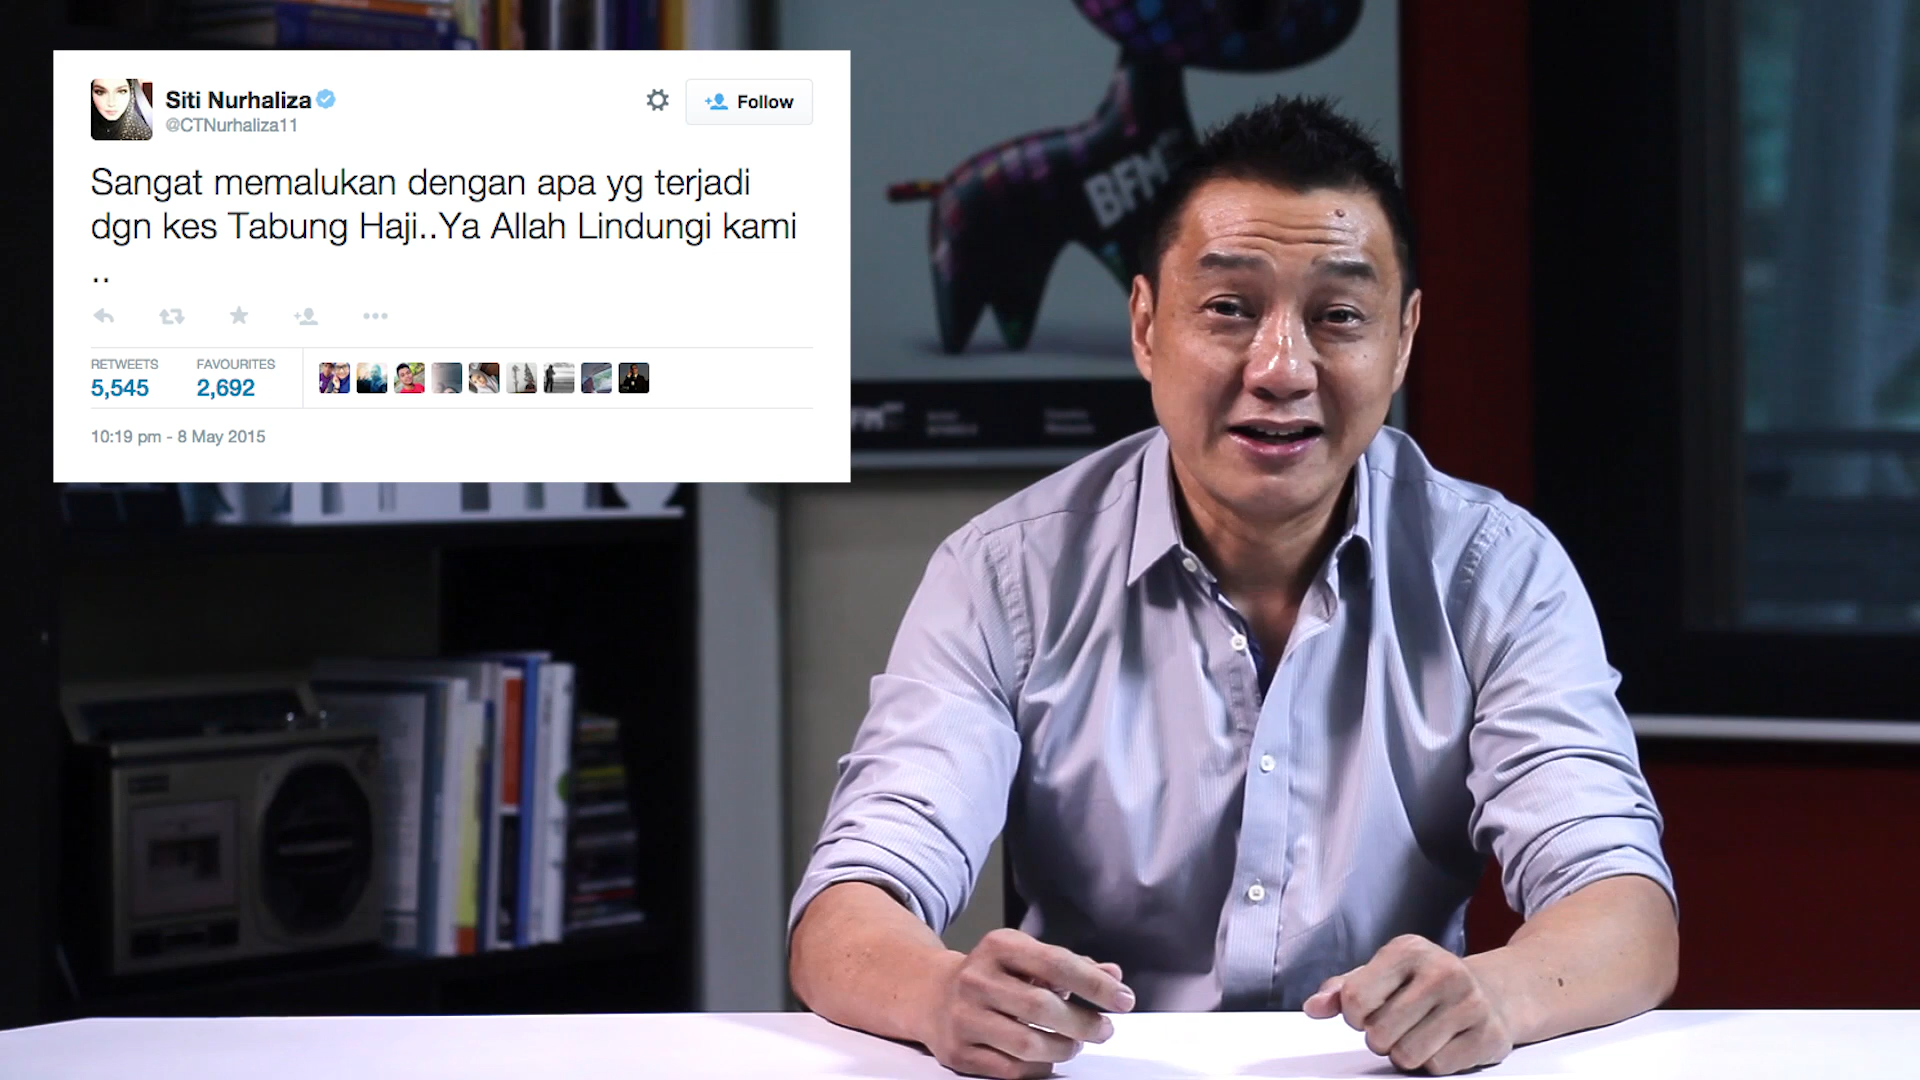 Siti Nurhaliza
@CTNurhaliza11
Follow
Sangat memalukan dengan apa yg terjadi
dgn kes Tabung Haji..Ya Allah Lindungi kami
..
RETWEETS
FAVOURITES
5,545
2,692
10:19 pm - 8 May 2015
BFM
BFM